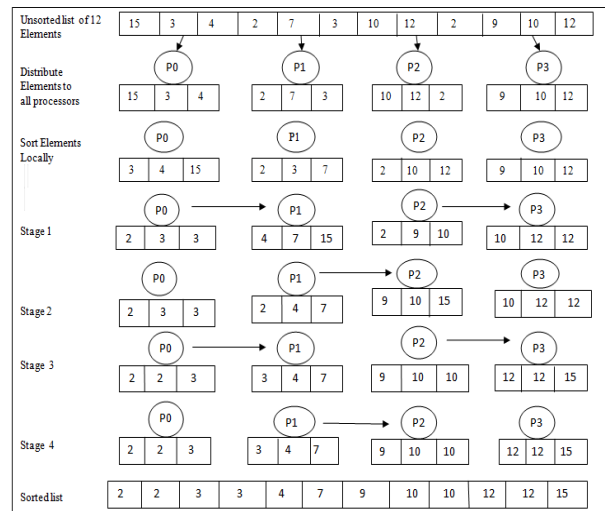 Unsorted list of 12 Elements
15 3 4 2 7 3 10 12 2 9 10 12
Distribute Elements to all processors
P0 P1 P2 P3
15 3 4 2 7 3 10 12 2 9 10 12
Sort Elements Locally
P0 P1 P2 P3
3 4 15 2 3 7 2 10 12 9 10 12
Stage 1
P0 P1 P2 P3
2 3 3 4 7 15 2 9 10 10 12 12
Stage 2
P0 P1 P2 P3
2 3 3 2 4 7 9 10 15 10 12 12
Stage 3
P0 P1 P2 P3
2 2 3 3 4 7 9 10 10 12 12 15
Stage 4
P0 P1 P2 P3
2 2 3 3 4 7 9 10 10 12 12 15
Sorted list
2 2 3 3 4 7 9 10 10 12 12 15